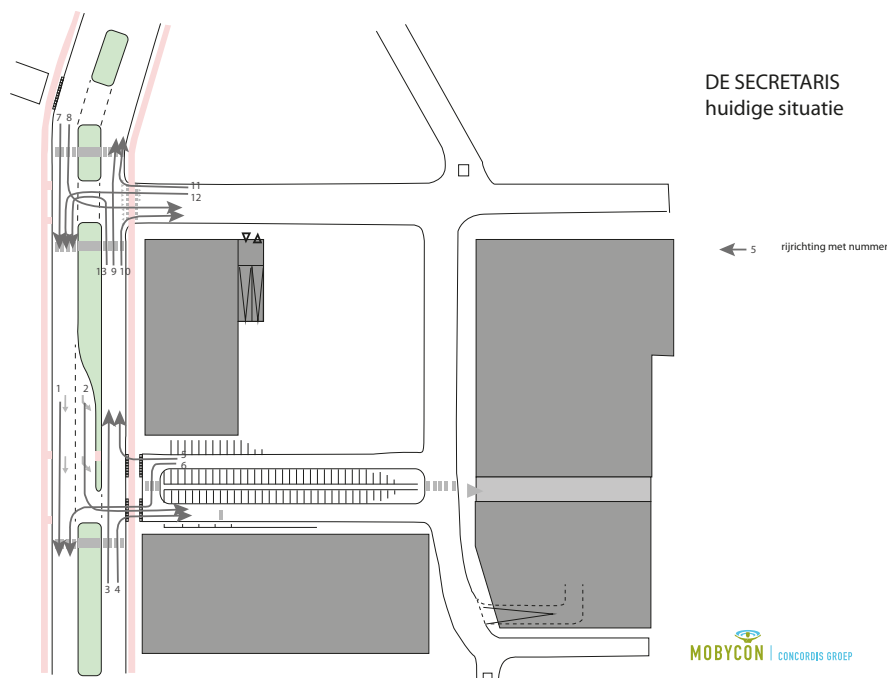 DE SECRETARIS
huidige situatie
7 8
11
12
5 rijrichting met nummer
13 9 10
1 2
5
6
3 4
MOBYCON | CONCORDIS GROEP